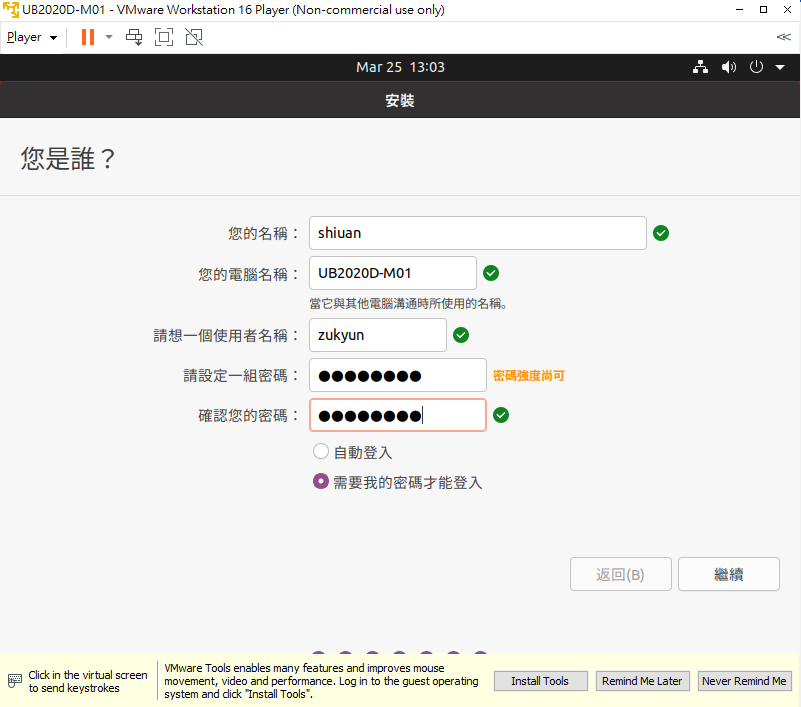 UB2020D-M01 - VMware Workstation 16 Player (Non-commercial use only)
Player
Mar 25 13:03
安裝
您是誰？
您的名稱： shiuan
您的電腦名稱： UB2020D-M01
當它與其他電腦溝通時所使用的名稱。
請想一個使用者名稱： zukyun
請設定一組密碼： ●●●●●●●● 密碼強度尚可
確認您的密碼： ●●●●●●●●
自動登入
需要我的密碼才能登入
返回(B) 繼續
Click in the virtual screen
to send keystrokes
VMware Tools enables many features and improves mouse
movement, video and performance. Log in to the guest operating
system and click "Install Tools".
Install Tools Remind Me Later Never Remind Me